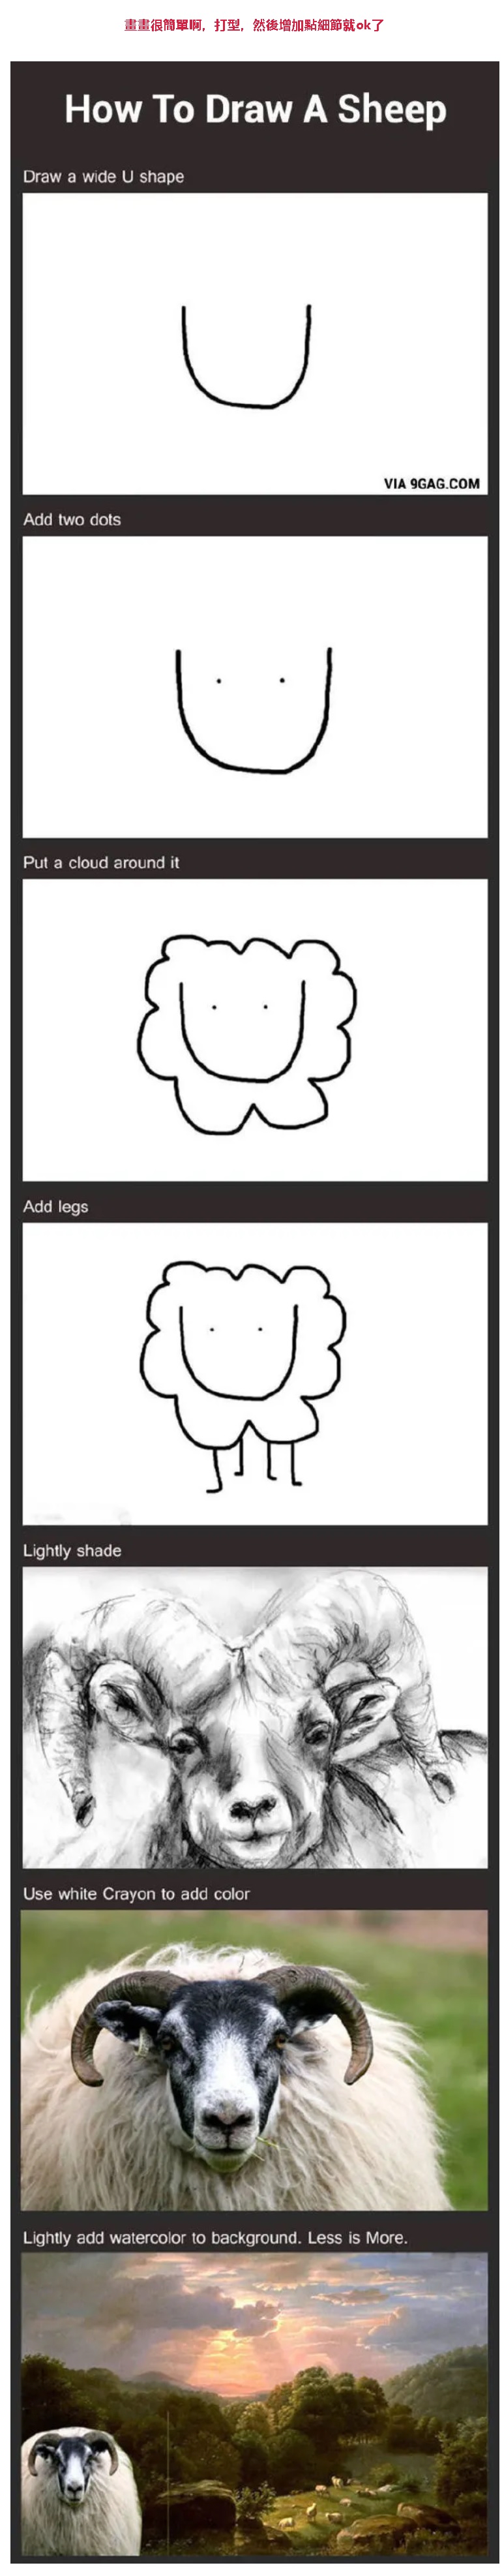 畫畫很簡單啊，打型，然後增加點細節就ok了
How To Draw A Sheep
Draw a wide U shape
VIA 9GAG.COM
Add two dots
Put a cloud around it
Add legs
Lightly shade
Use white Crayon to add color
Lightly add watercolor to background. Less is More.